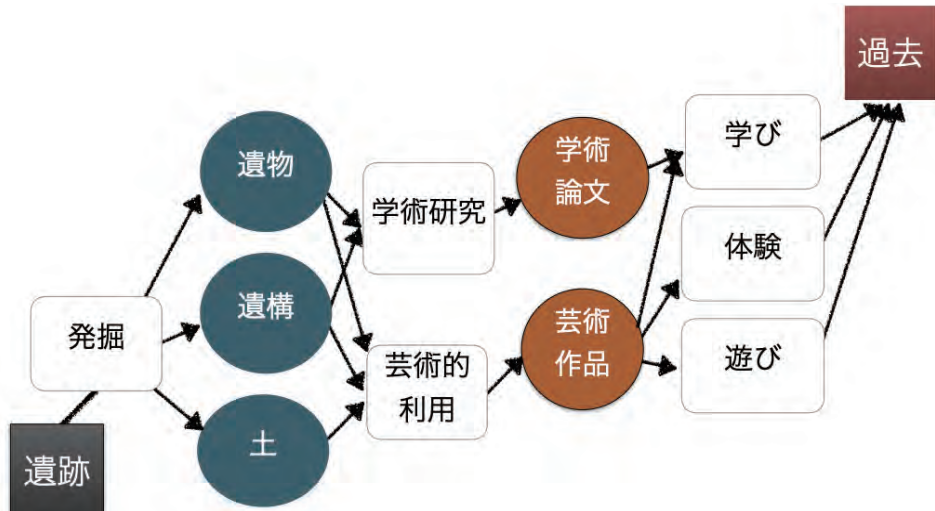 過去
遺物
学術研究
学術
論文
学び
体験
遺構
発掘
芸術的
利用
芸術
作品
遊び
土
遺跡